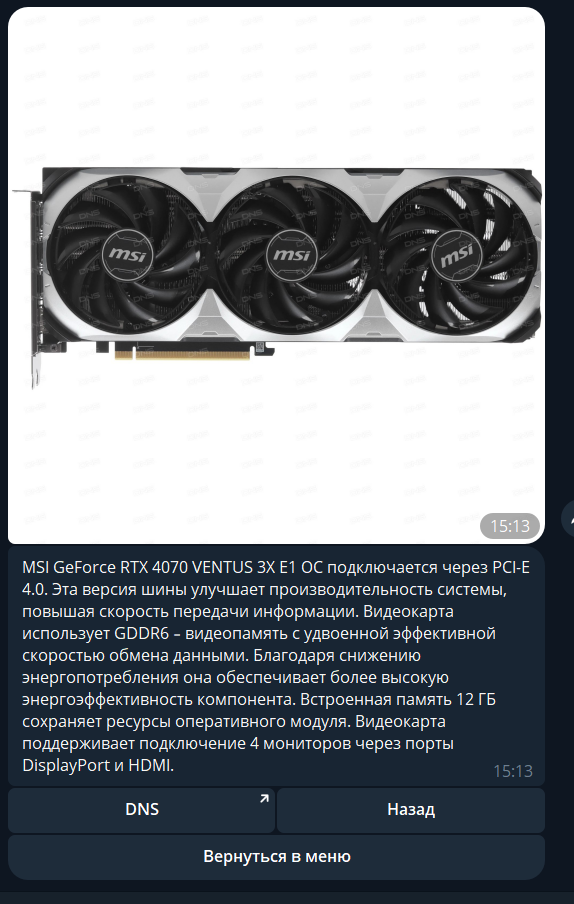 msi
msi
msi
15:13
MSI GeForce RTX 4070 VENTUS 3X E1 OC подключается через PCI-E
4.0. Эта версия шины улучшает производительность системы,
повышая скорость передачи информации. Видеокарта
использует GDDR6 – видеопамять с удвоенной эффективной
скоростью обмена данными. Благодаря снижению
энергопотребления она обеспечивает более высокую
энергоэффективность компонента. Встроенная память 12 ГБ
сохраняет ресурсы оперативного модуля. Видеокарта
поддерживает подключение 4 мониторов через порты
DisplayPort и HDMI.
15:13
DNS
Назад
Вернуться в меню